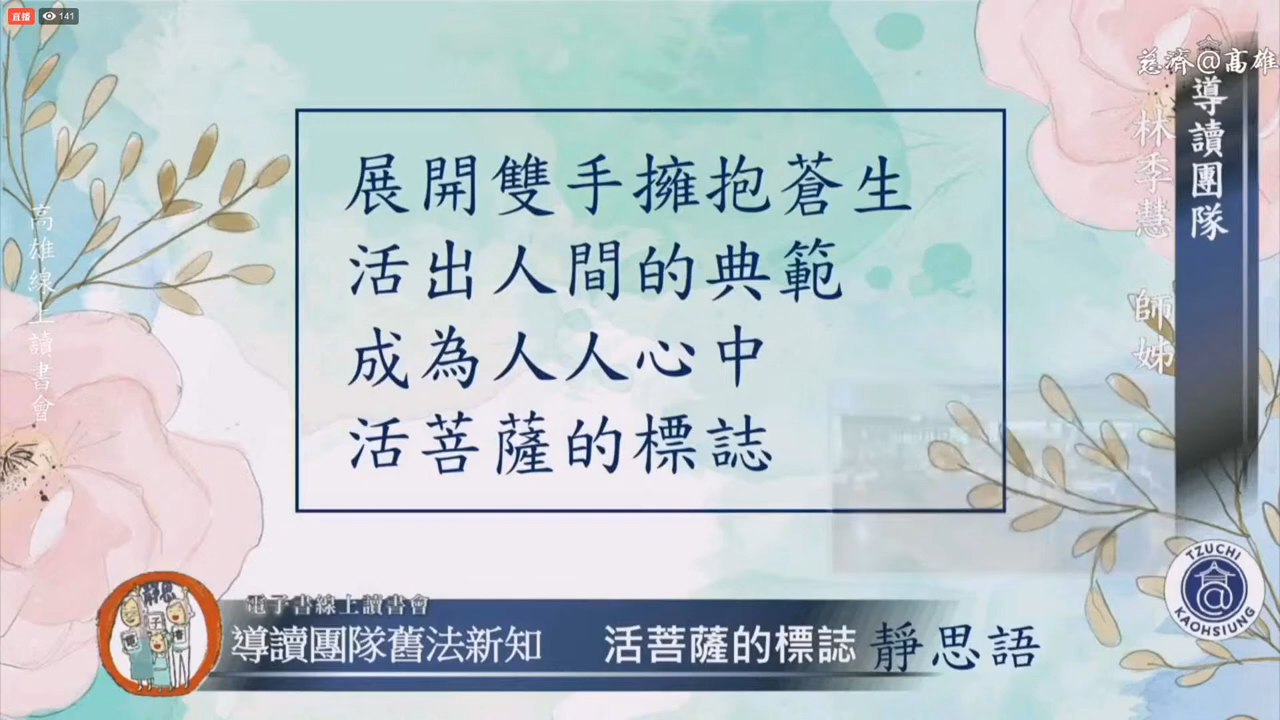 直播 141
慈濟@高雄
導讀團隊
林季慧 師姊
高雄線上讀書會
展開雙手擁抱蒼生
活出人間的典範
成為人人心中
活菩薩的標誌
TZUCHI
KAOHSIUNG
靜思
電子書線上讀書會
導讀團隊舊法新知 活菩薩的標誌 靜思語